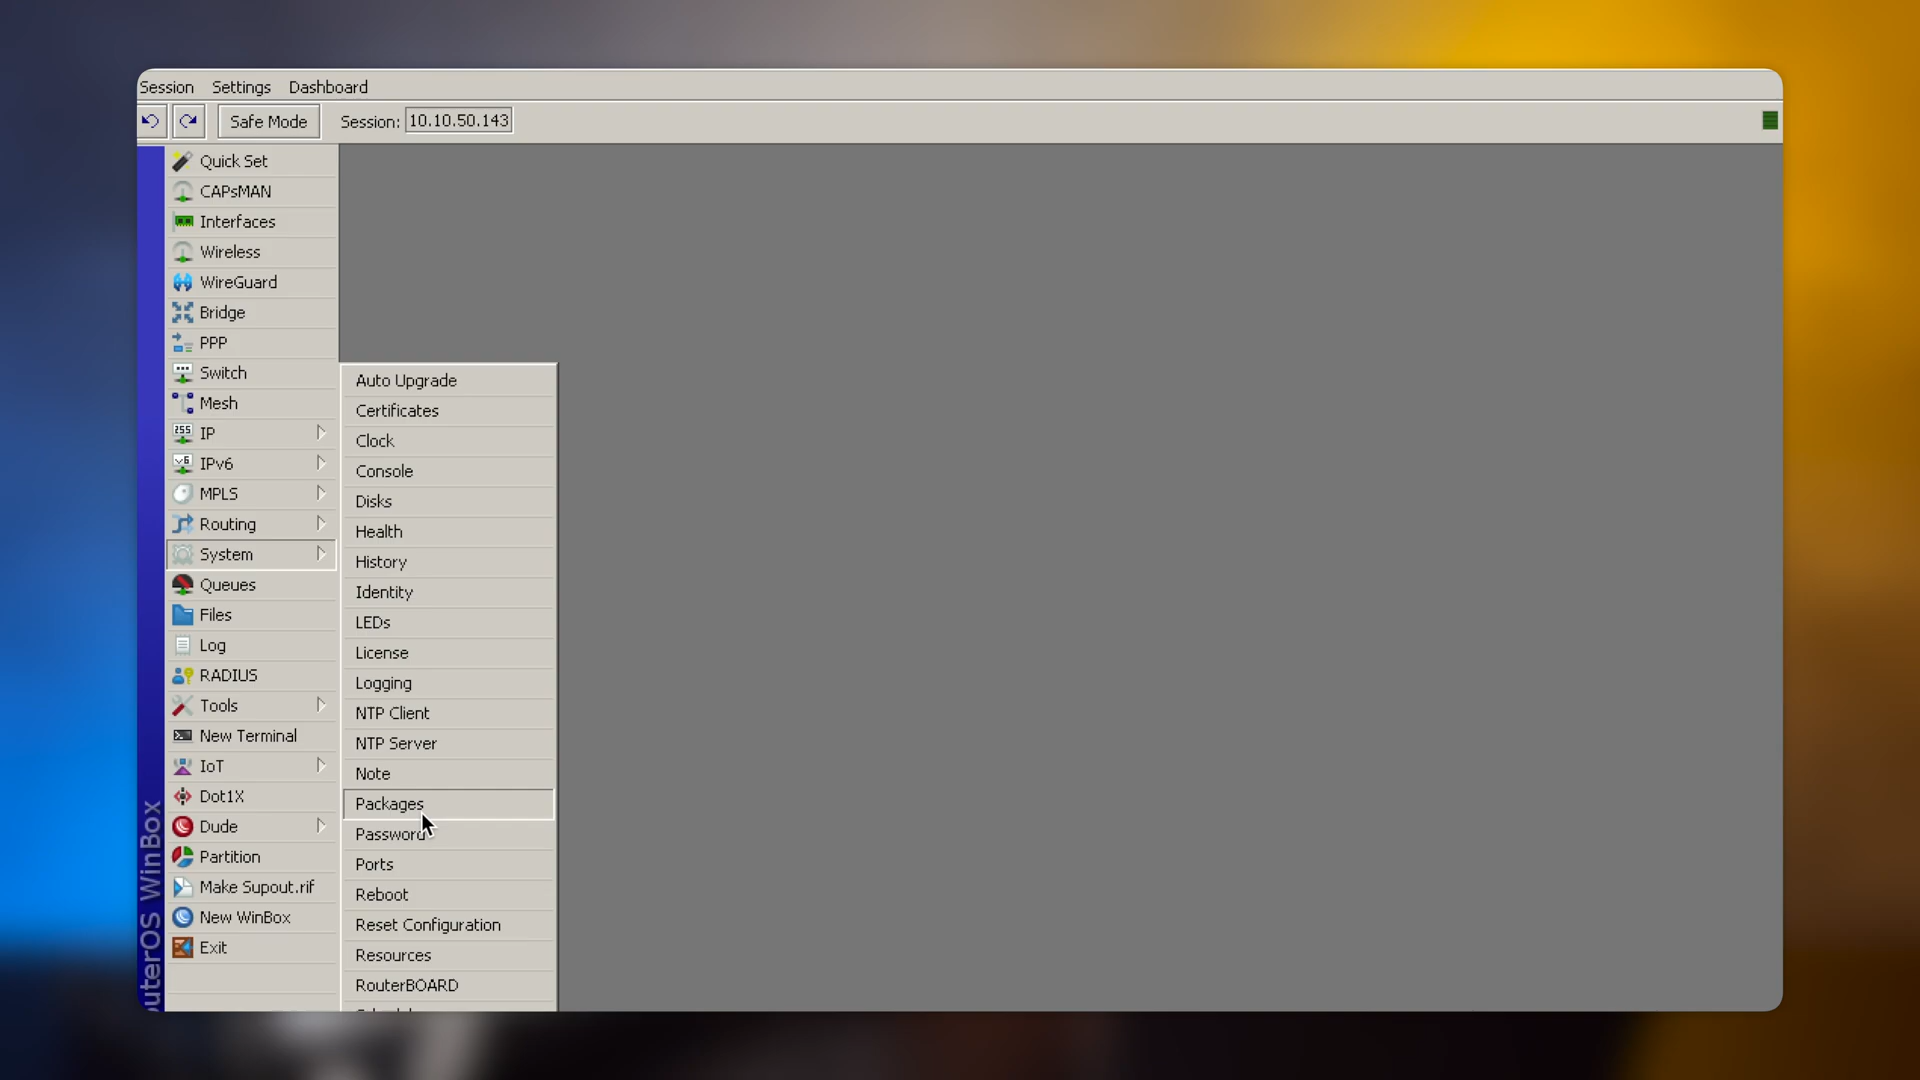 Session Settings Dashboard
Safe Mode Session: 10.10.50.143
Quick Set
CAPsMAN
Interfaces
Wireless
WireGuard
Bridge
PPP
Switch
Mesh
IP
IPv6
MPLS
Routing
System
Queues
Files
Log
RADIUS
Tools
New Terminal
IoT
Dot1X
Dude
Partition
Make Supout.rif
New WinBox
Exit
Auto Upgrade
Certificates
Clock
Console
Disks
Health
History
Identity
LEDs
License
Logging
NTP Client
NTP Server
Note
Packages
Password
Ports
Reboot
Reset Configuration
Resources
RouterBOARD
uterOS WinBox